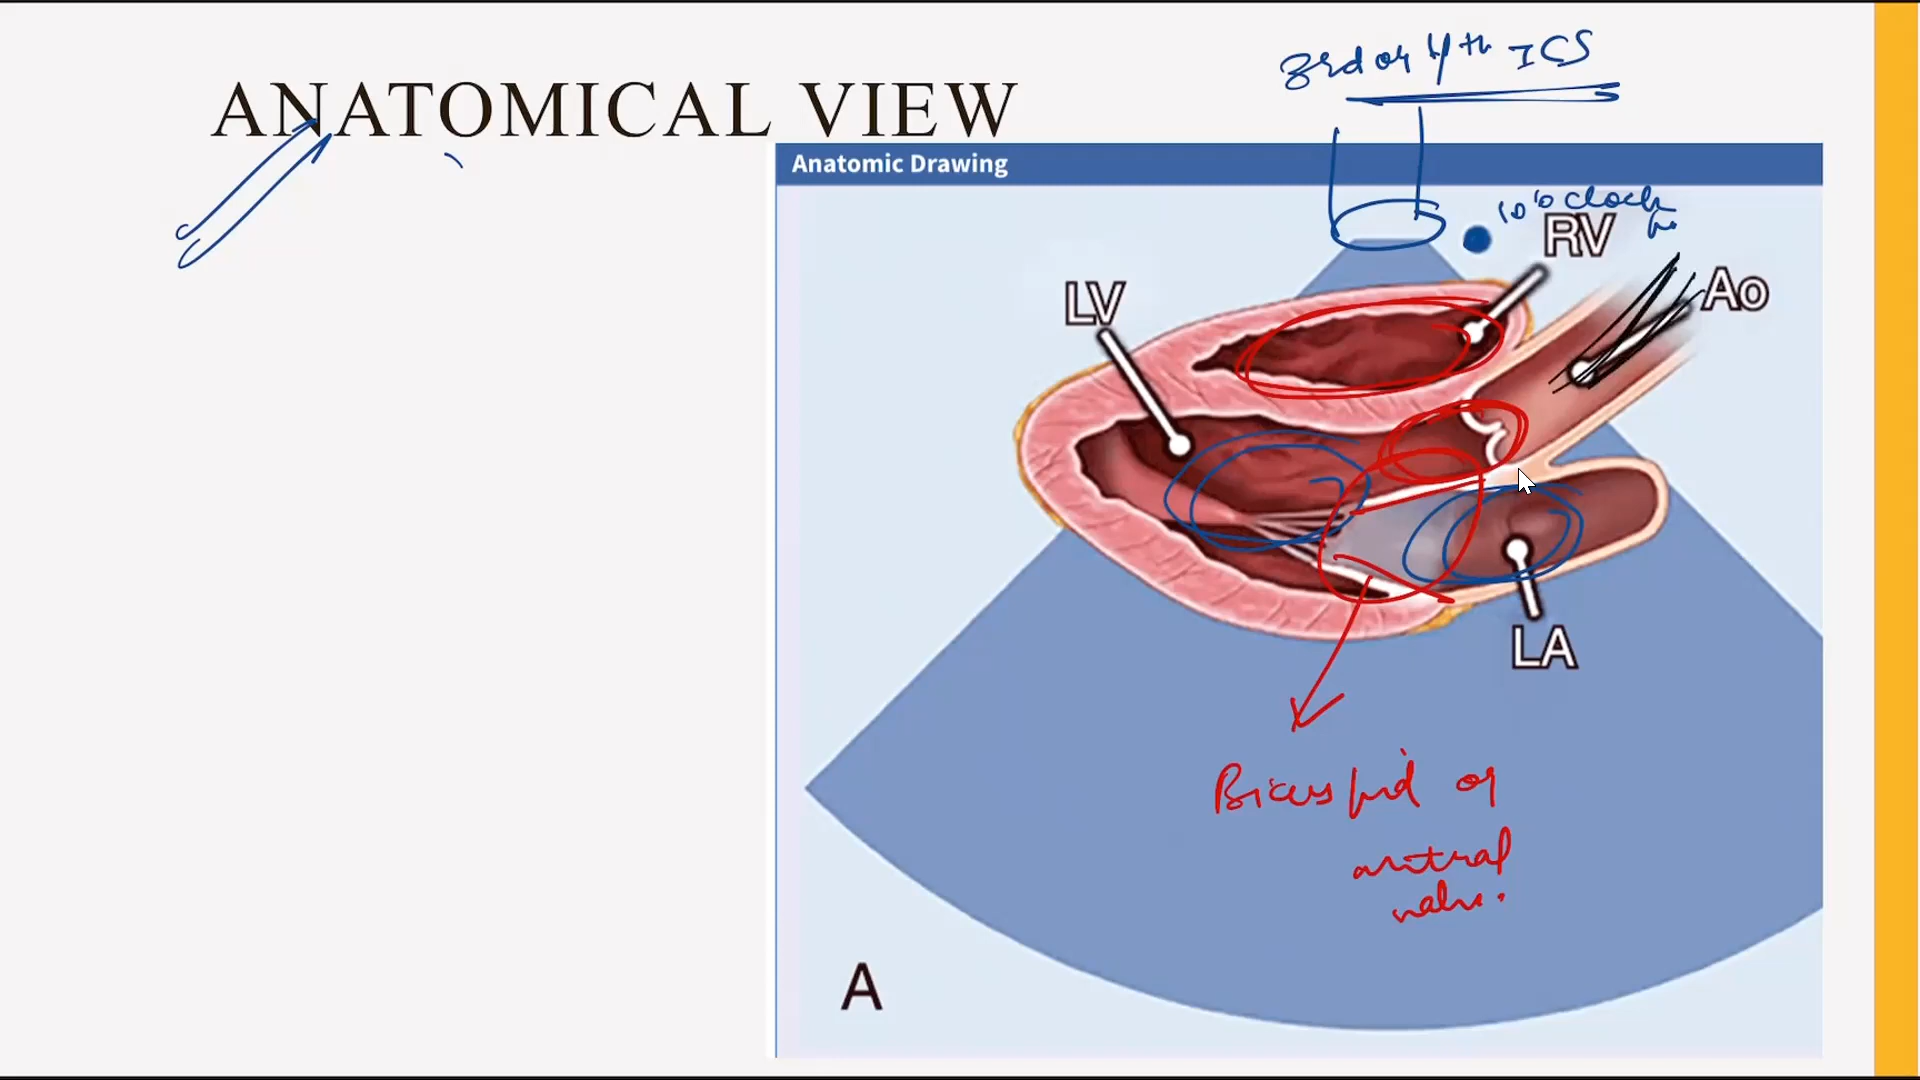 3rd or 4th ICS
ANATOMICAL VIEW
Anatomic Drawing
10'o clock
RV
Ao
LV
LA
Bicuspid or
mitral
valve.
A